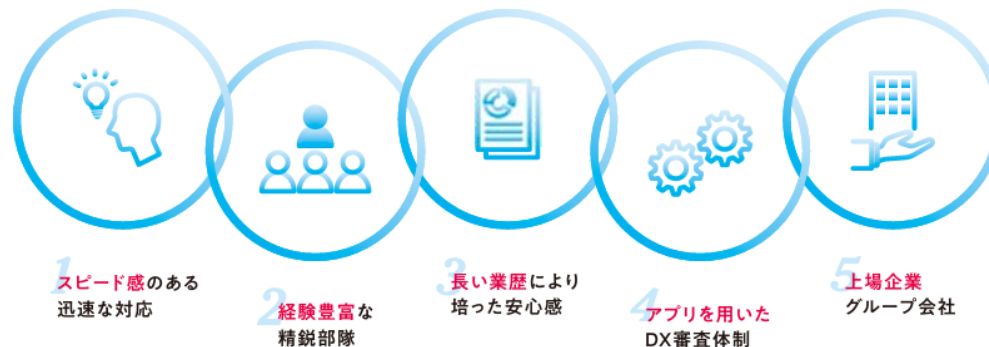 1
スピード感のある
迅速な対応
2
経験豊富な
精鋭部隊
3
長い業歴により
培った安心感
4
アプリを用いた
DX審査体制
5
上場企業
グループ会社